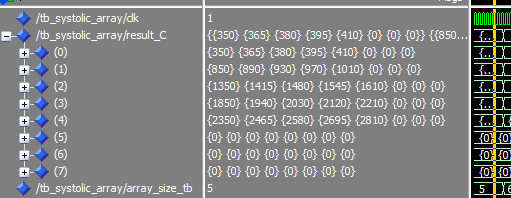 /tb_systolic_array/clk 1
/tb_systolic_array/result_C {{350} {365} {380} {395} {410} {0} {0} {0}} {{850...
(0) {350} {365} {380} {395} {410} {0} {0} {0}
(1) {850} {890} {930} {970} {1010} {0} {0} {0}
(2) {1350} {1415} {1480} {1545} {1610} {0} {0} {0}
(3) {1850} {1940} {2030} {2120} {2210} {0} {0} {0}
(4) {2350} {2465} {2580} {2695} {2810} {0} {0} {0}
(5) {0} {0} {0} {0} {0} {0} {0} {0}
(6) {0} {0} {0} {0} {0} {0} {0} {0}
(7) {0} {0} {0} {0} {0} {0} {0} {0}
/tb_systolic_array/array_size_tb 5 5